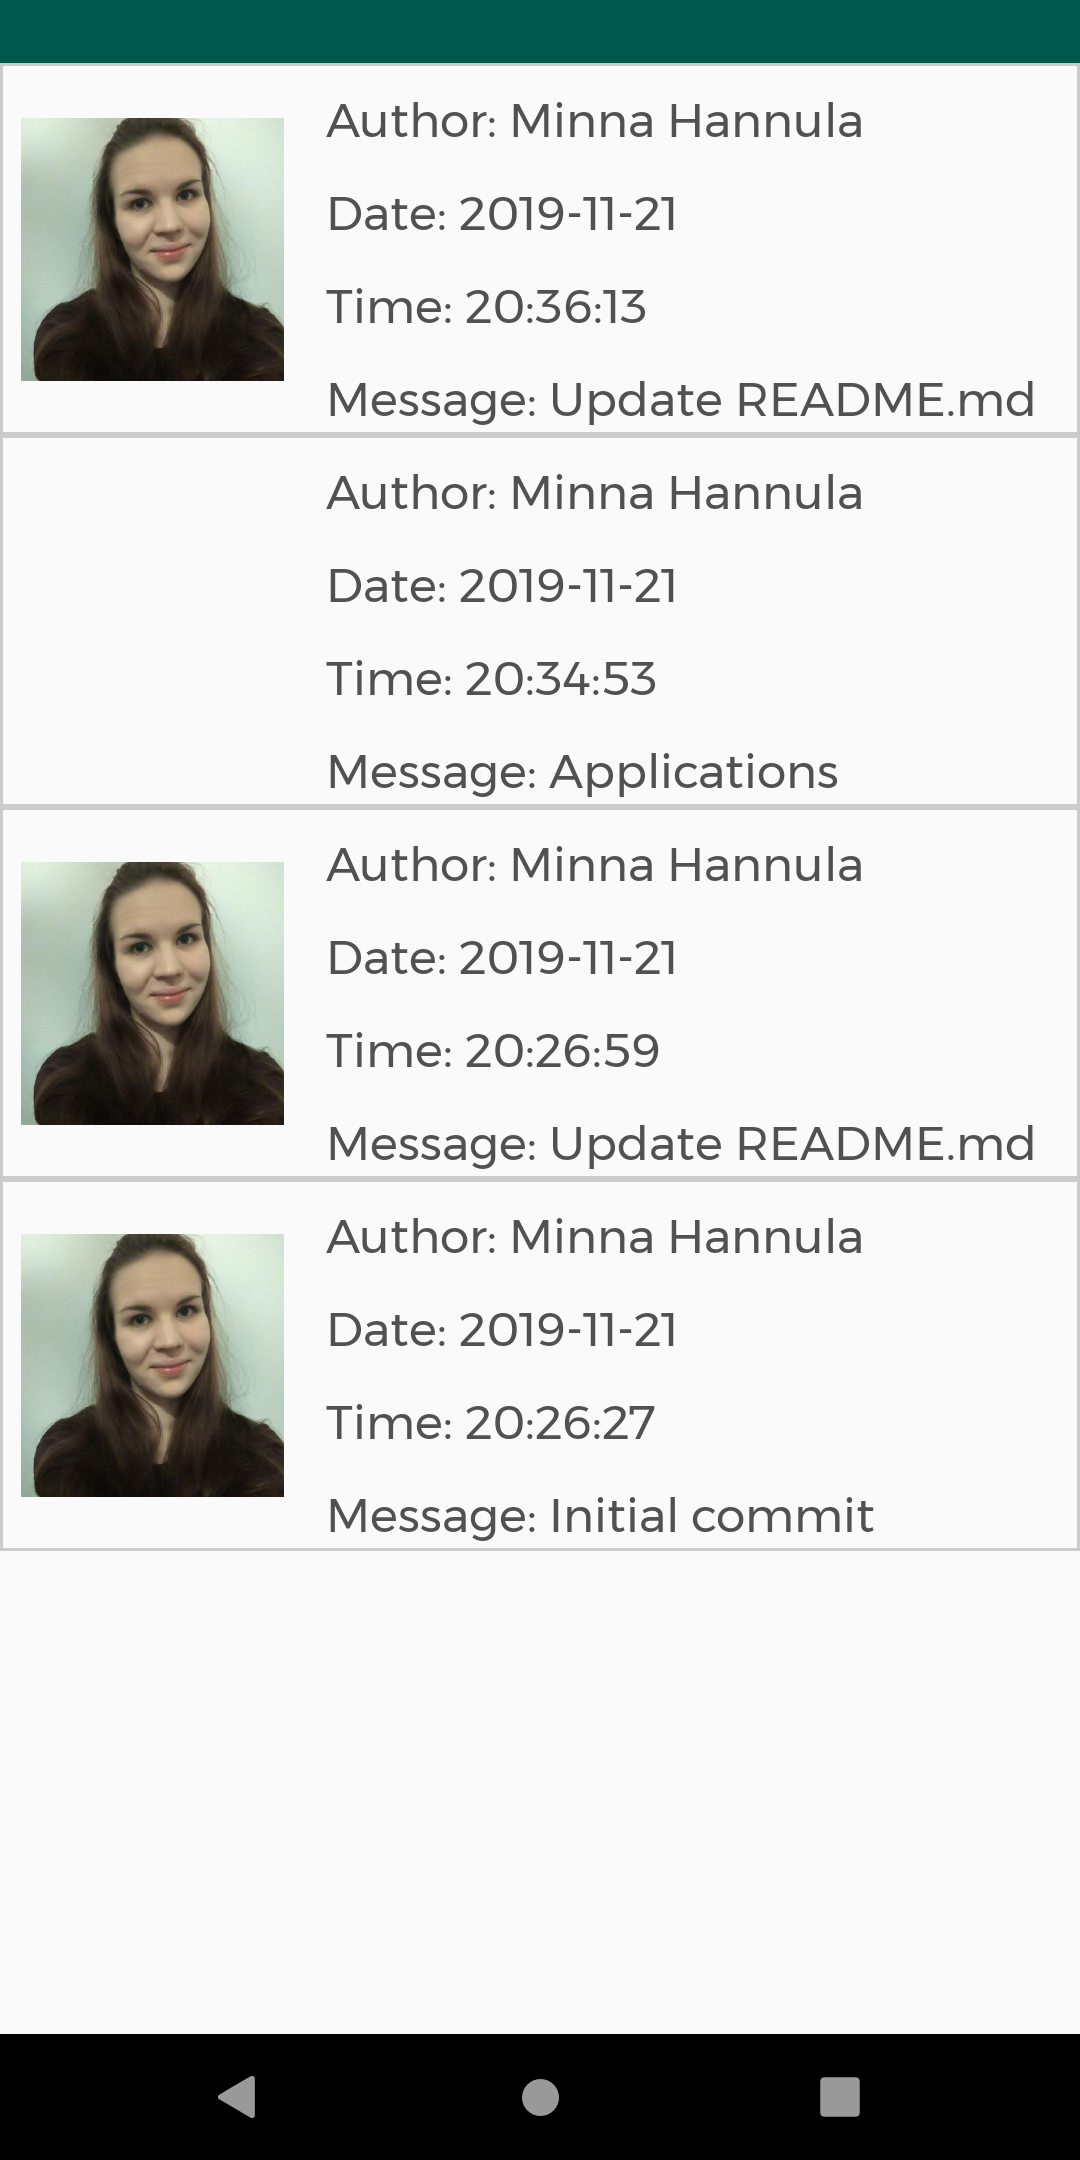 Author: Minna Hannula
Date: 2019-11-21
Time: 20:36:13
Message: Update README.md
Author: Minna Hannula
Date: 2019-11-21
Time: 20:34:53
Message: Applications
Author: Minna Hannula
Date: 2019-11-21
Time: 20:26:59
Message: Update README.md
Author: Minna Hannula
Date: 2019-11-21
Time: 20:26:27
Message: Initial commit